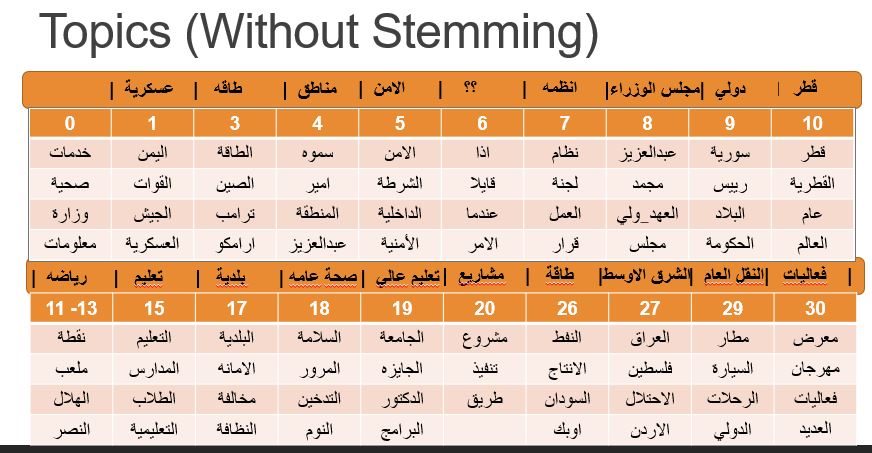 Topics (Without Stemming)
قطر | دولي |مجلس الوزراء| انظمه | ؟؟ | الامن | مناطق | طاقه | عسكرية |
0 1 3 4 5 6 7 8 9 10
قطر سورية عبدالعزيز نظام اذا الامن سموه الطاقة اليمن خدمات
القطرية رييس مجمد لجنة قايلا الشرطة امير الصين القوات صحية
عام البلاد العهد_ولي العمل عندما الداخلية المنطقة ترامب الجيش وزارة
العالم الحكومة مجلس قرار الامر الأمنية عبدالعزيز ارامكو العسكرية معلومات
| فعاليات |النقل العام |الشرق الاوسط| طاقة | مشاريع |تعليم عالي |صحة عامه | بلدية | تعليم | رياضه |
11 -13 15 17 18 19 20 26 27 29 30
معرض مطار العراق النفط مشروع الجامعة السلامة البلدية التعليم نقطة
مهرجان السيارة فلسطين الانتاج تنفيذ الجايزه المرور الامانه المدارس ملعب
فعاليات الرحلات الاحتلال السودان طريق الدكتور التدخين مخالفة الطلاب الهلال
العديد الدولي الاردن اوبك البرامج النوم النظافة التعليمية النصر